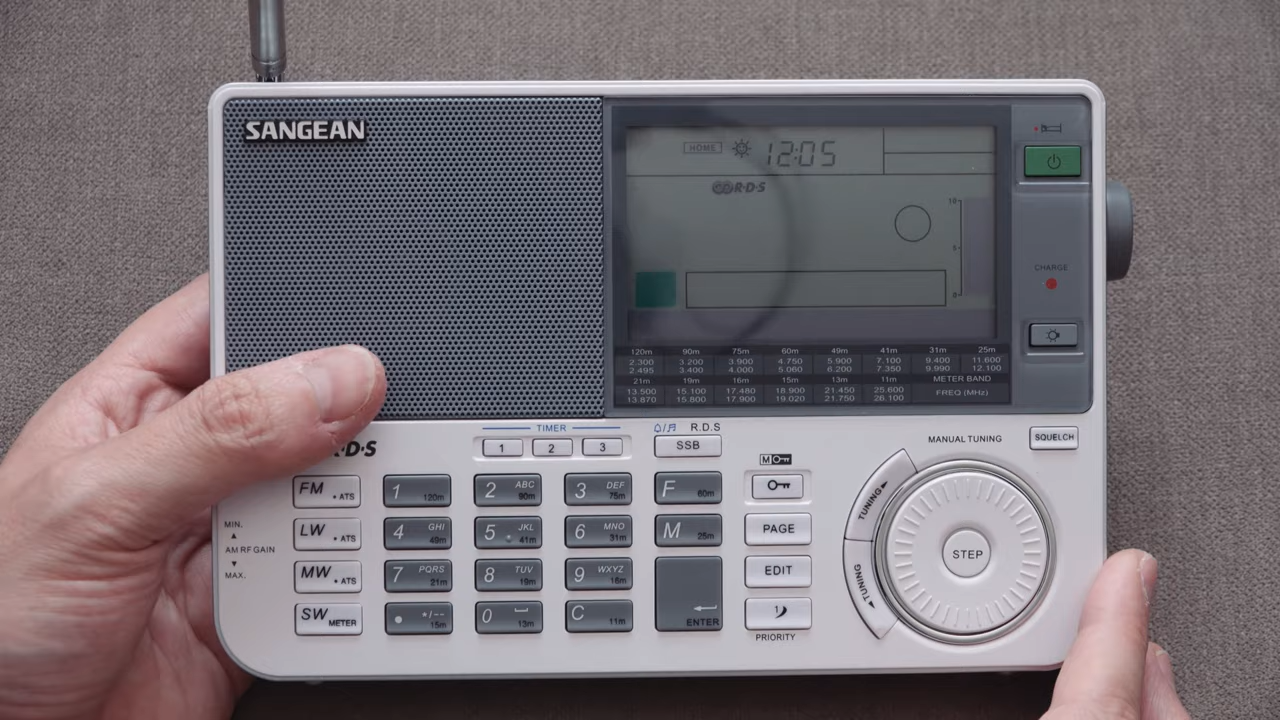 SANGEAN
HOME 12:05
R·D·S
10
5
0
CHARGE
120m 90m 75m 60m 49m 41m 31m 25m
2.300 3.200 3.900 4.750 5.900 7.100 9.400 11.600
2.495 3.400 4.000 5.060 6.200 7.350 9.990 12.100
21m 19m 16m 15m 13m 11m METER BAND
13.500 15.100 17.480 18.900 21.450 25.600 FREQ (MHz)
13.870 15.800 17.900 19.020 21.750 26.100
TIMER
1 2 3
R.D.S
SSB
MANUAL TUNING
SQUELCH
·D·S
M
FM • ATS
1 120m
2 ABC 90m
3 DEF 75m
F 60m
LW • ATS
4 GHI 49m
5 JKL 41m
6 MNO 31m
M 25m
PAGE
MIN.
AM RF GAIN
MAX.
MW • ATS
7 PQRS 21m
8 TUV 19m
9 WXYZ 16m
ENTER
EDIT
SW METER
• */-- 15m
0 13m
C 11m
PRIORITY
TUNING
TUNING
STEP